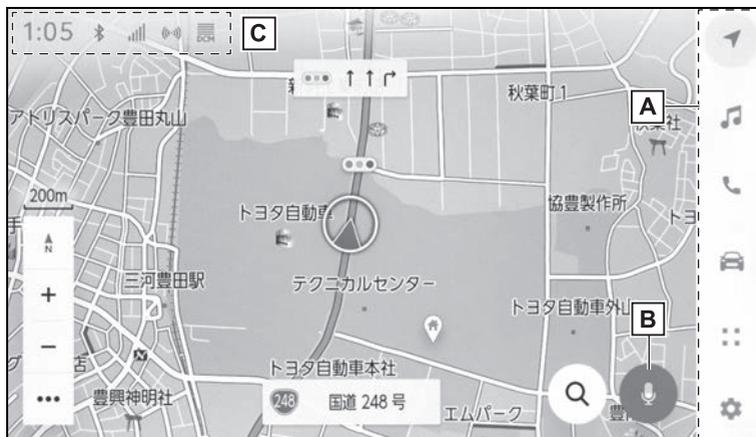 1:05
DCM
C
秋葉町1
A
アトリスパーク豊田丸山
200m
N
協豊製作所
トヨタ自動車
三河豊田駅
テクニカルセンター
トヨタ自動車外山
B
トヨタ自動車本社
248
国道 248 号
豊興神明社
エムパーク